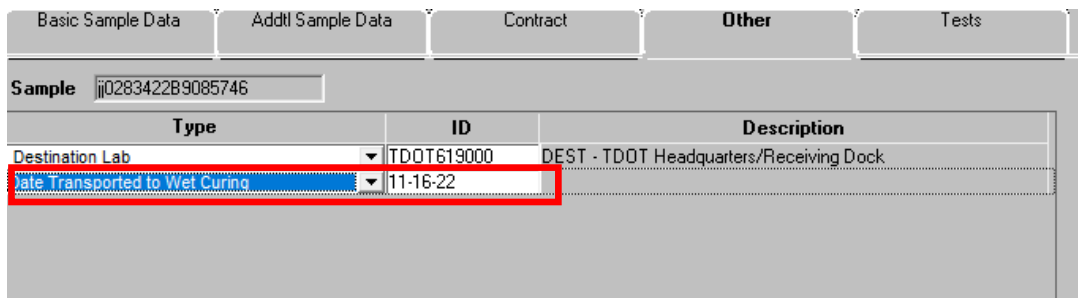 Basic Sample Data Addtl Sample Data Contract Other Tests
Sample jj0283422B9085746
Type ID Description
Destination Lab TDOT619000 DEST - TDOT Headquarters/Receiving Dock
Date Transported to Wet Curing 11-16-22